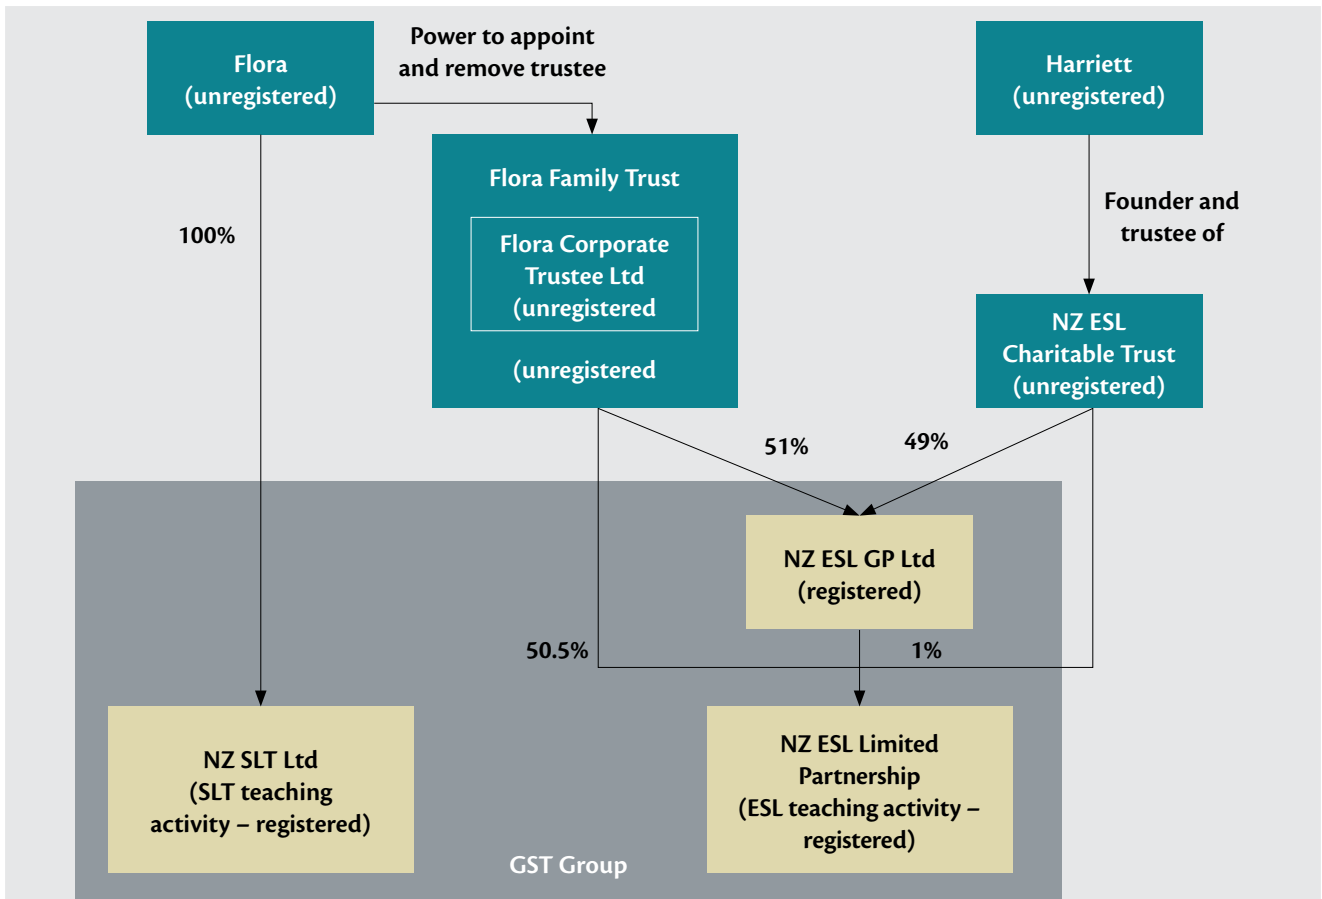 Flora
(unregistered)
Power to appoint
and remove trustee
Harriett
(unregistered)
Flora Family Trust
Flora Corporate
Trustee Ltd
(unregistered
(unregistered
100%
Founder and
trustee of
NZ ESL
Charitable Trust
(unregistered)
51%
49%
NZ ESL GP Ltd
(registered)
50.5%
1%
NZ SLT Ltd
(SLT teaching
activity – registered)
NZ ESL Limited
Partnership
(ESL teaching activity –
registered)
GST Group